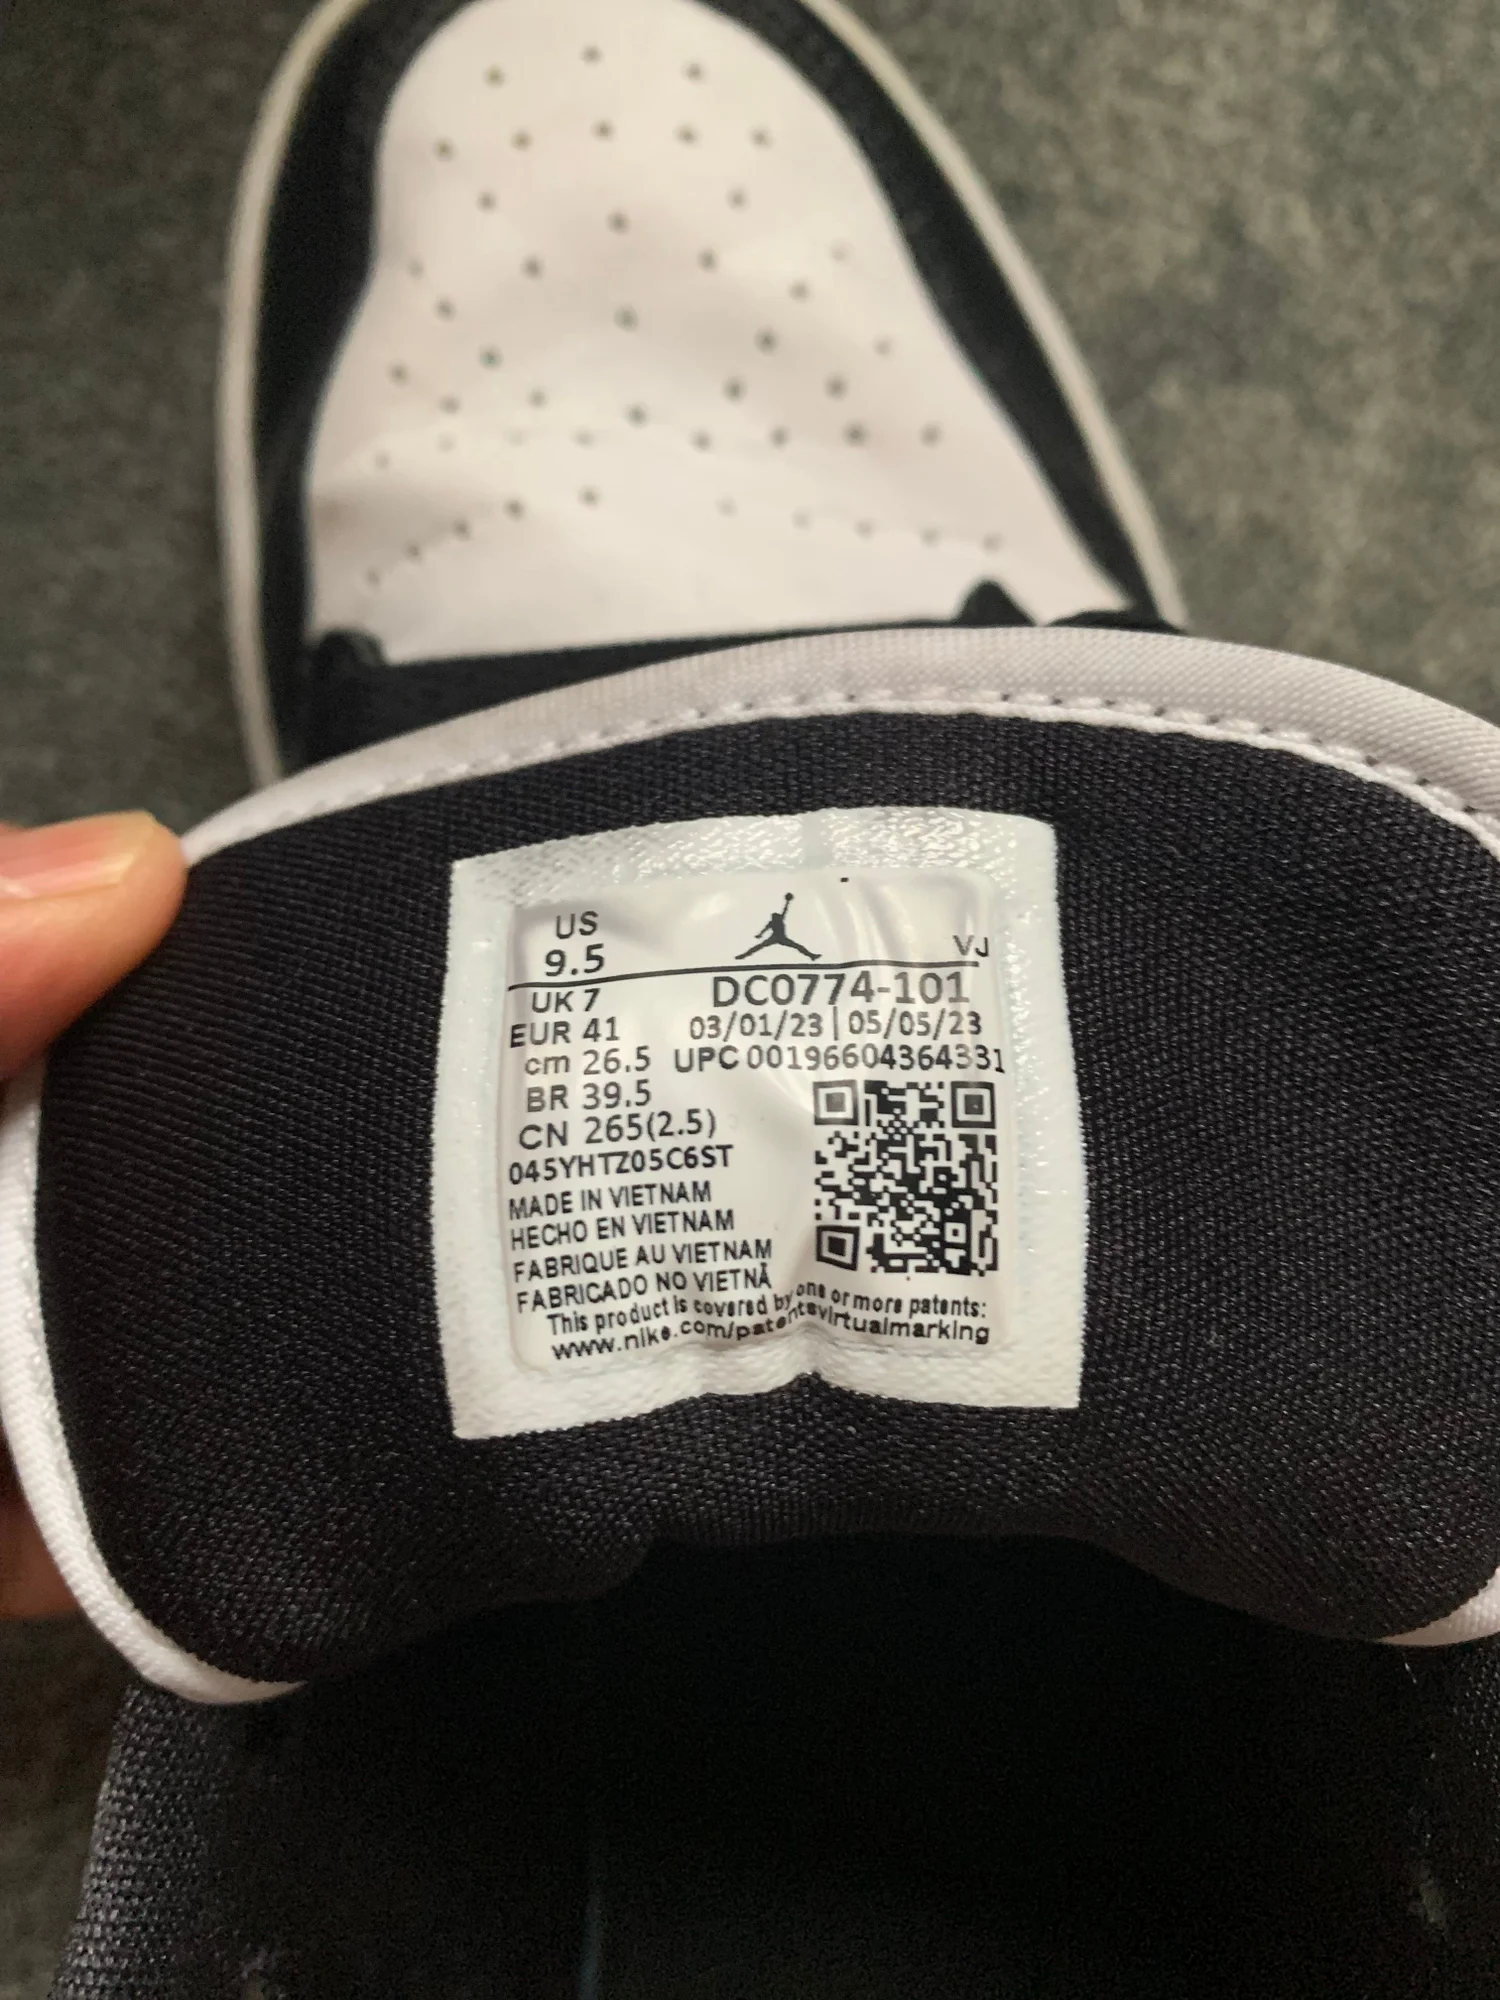 US
9.5
VJ
UK 7
DC0774-101
EUR 41
03/01/23 | 05/05/23
cm 26.5
UPC 00196604364331
BR 39.5
CN 265(2.5)
045YHTZ05C6ST
MADE IN VIETNAM
HECHO EN VIETNAM
FABRIQUE AU VIETNAM
FABRICADO NO VIETNÃ
This product is covered by one or more patents:
www.nike.com/patentsvirtualmarking